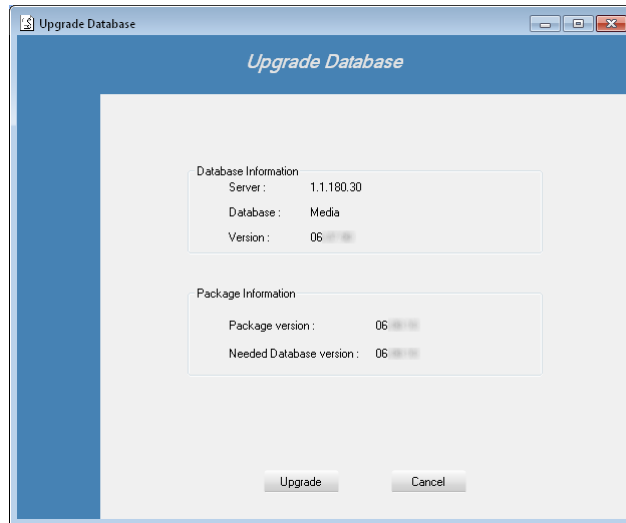 Upgrade Database
Upgrade Database
Database Information
Server : 1.1.180.30
Database : Media
Version : 06
Package Information
Package version : 06
Needed Database version : 06
Upgrade Cancel